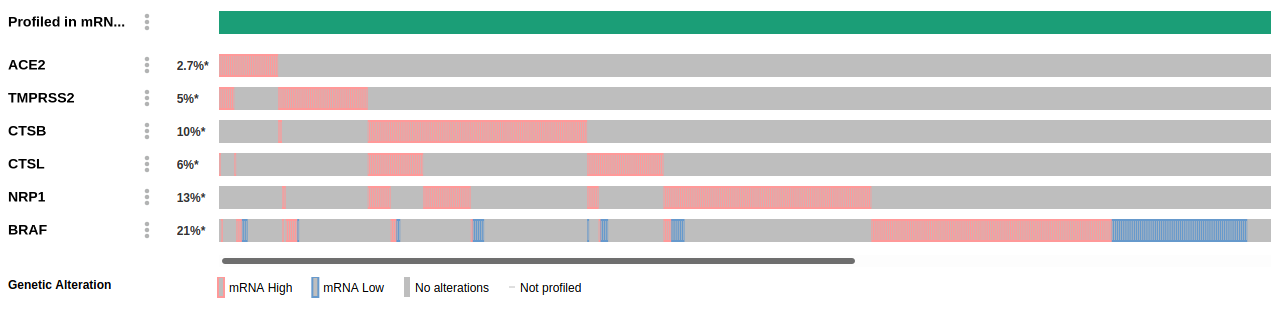 Profiled in mRN...
ACE2 2.7%*
TMPRSS2 5%*
CTSB 10%*
CTSL 6%*
NRP1 13%*
BRAF 21%*
Genetic Alteration mRNA High mRNA Low No alterations Not profiled